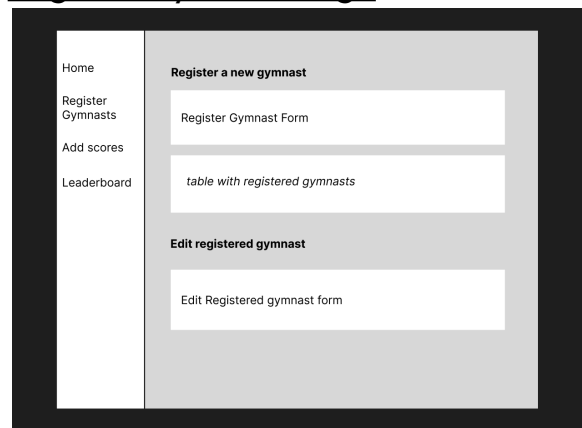 Home
Register
Gymnasts
Add scores
Leaderboard
Register a new gymnast
Register Gymnast Form
table with registered gymnasts
Edit registered gymnast
Edit Registered gymnast form